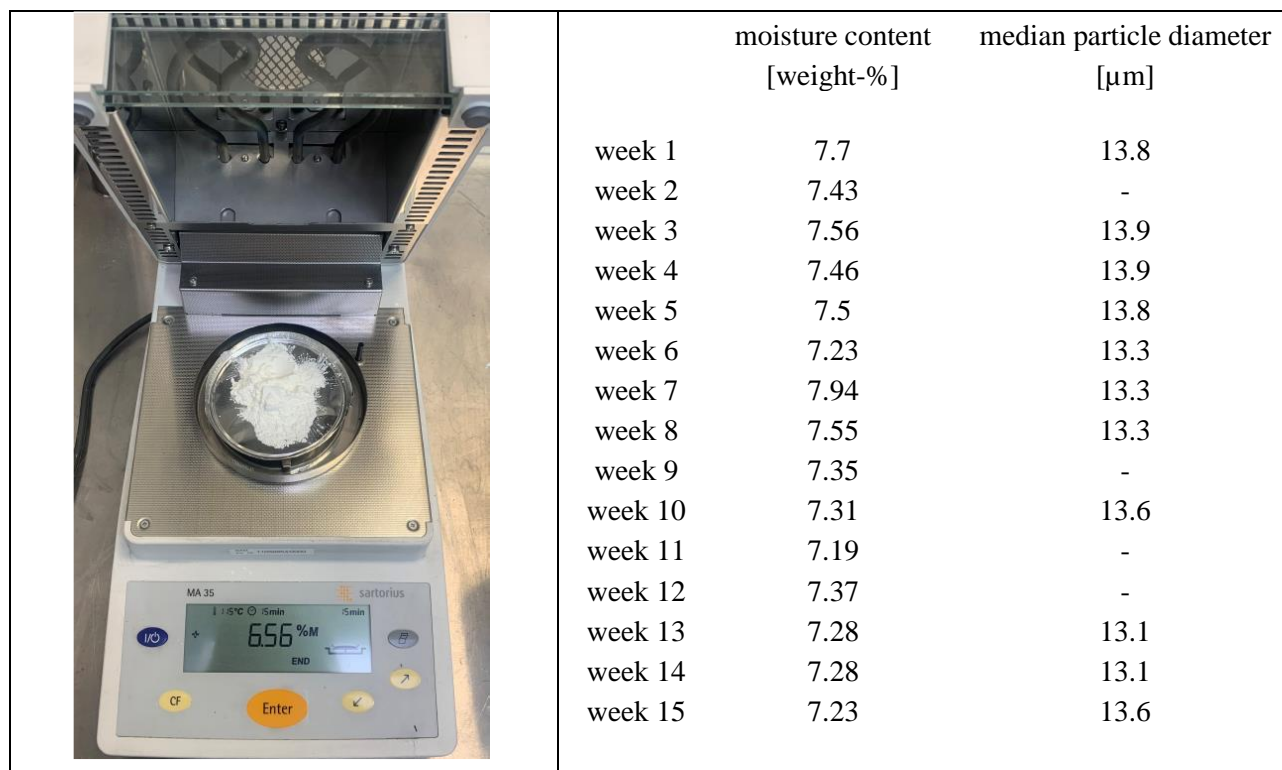 MA 35
sartorius
115°C 15min 15min
6.56 %M
END
I/⏻
CF
Enter
moisture content median particle diameter
[weight-%] [µm]
week 1 7.7 13.8
week 2 7.43 -
week 3 7.56 13.9
week 4 7.46 13.9
week 5 7.5 13.8
week 6 7.23 13.3
week 7 7.94 13.3
week 8 7.55 13.3
week 9 7.35 -
week 10 7.31 13.6
week 11 7.19 -
week 12 7.37 -
week 13 7.28 13.1
week 14 7.28 13.1
week 15 7.23 13.6